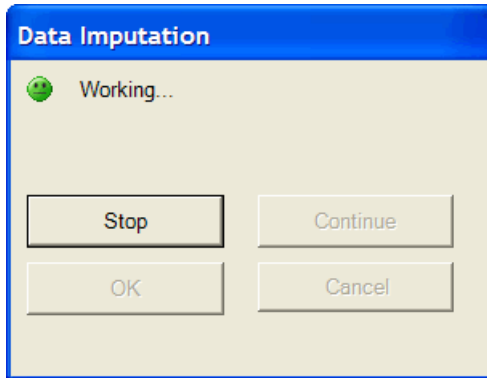 Data Imputation
Working...
Stop
Continue
OK
Cancel